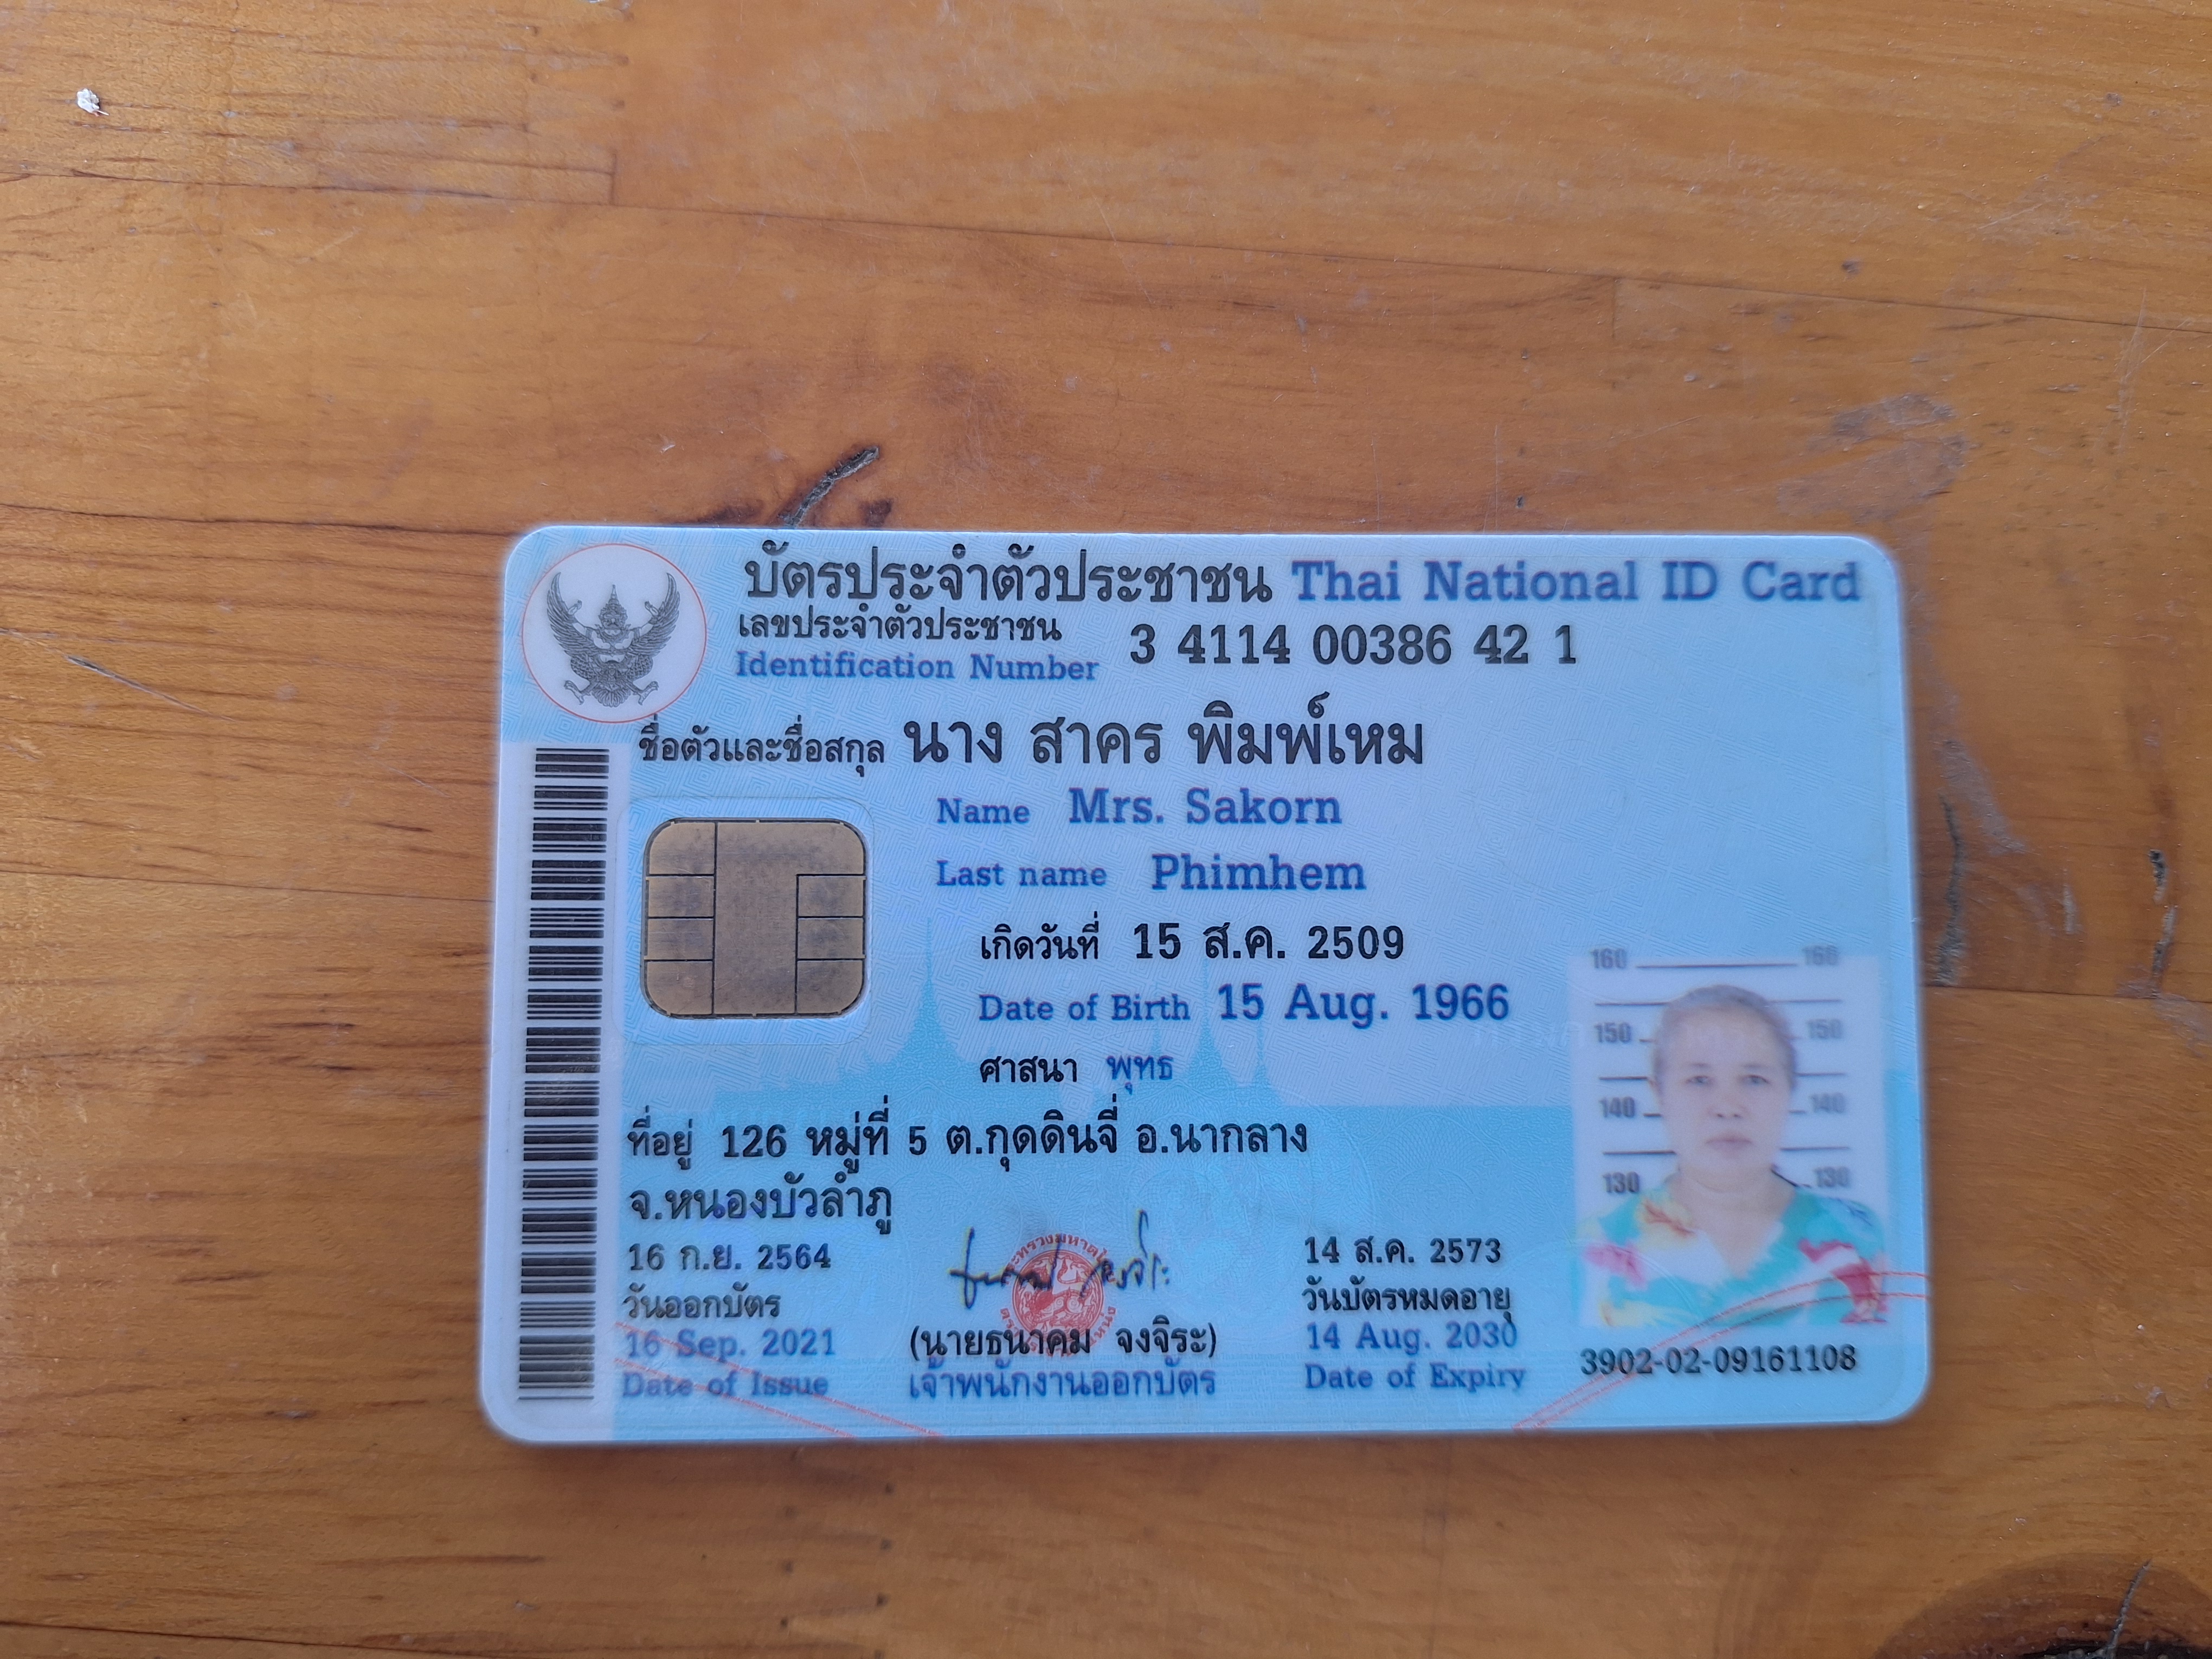 บัตรประจำตัวประชาชน Thai National ID Card
เลขประจำตัวประชาชน
Identification Number 3 4114 00386 42 1
ชื่อตัวและชื่อสกุล นาง สาคร พิมพ์เหม
Name Mrs. Sakorn
Last name Phimhem
เกิดวันที่ 15 ส.ค. 2509
Date of Birth 15 Aug. 1966
ศาสนา พุทธ
ที่อยู่ 126 หมู่ที่ 5 ต.กุดดินจี่ อ.นากลาง
จ.หนองบัวลำภู
16 ก.ย. 2564
วันออกบัตร
16 Sep. 2021
Date of Issue
(นายธนาคม จงจิระ)
เจ้าพนักงานออกบัตร
14 ส.ค. 2573
วันบัตรหมดอายุ
14 Aug. 2030
Date of Expiry
160 160
150 150
140 140
130 130
3902-02-09161108